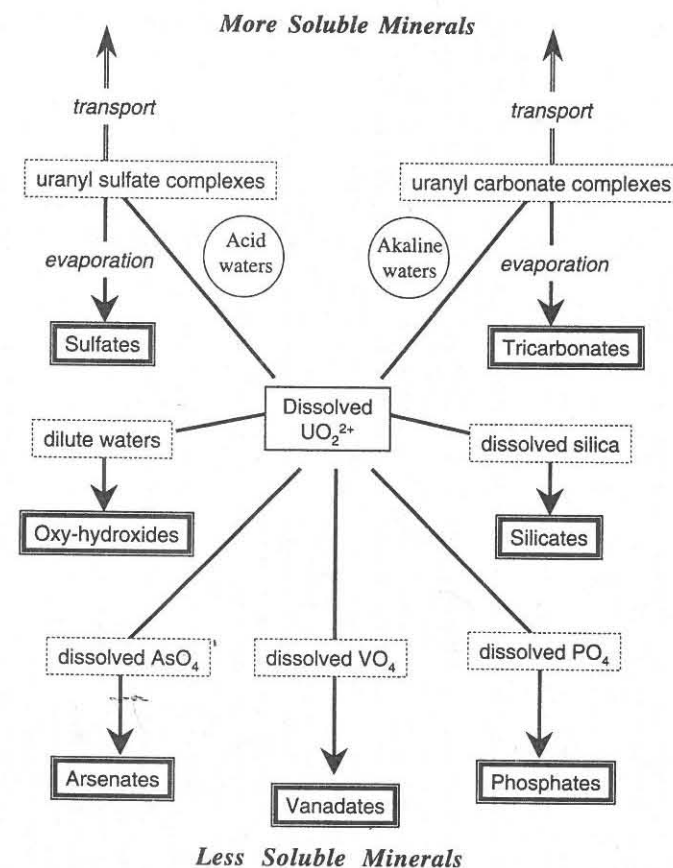 More Soluble Minerals
transport
transport
uranyl sulfate complexes
uranyl carbonate complexes
Acid
waters
Akaline
waters
evaporation
evaporation
Sulfates
Tricarbonates
Dissolved
UO₂²⁺
dilute waters
dissolved silica
Oxy-hydroxides
Silicates
dissolved AsO₄
dissolved VO₄
dissolved PO₄
Arsenates
Vanadates
Phosphates
Less Soluble Minerals